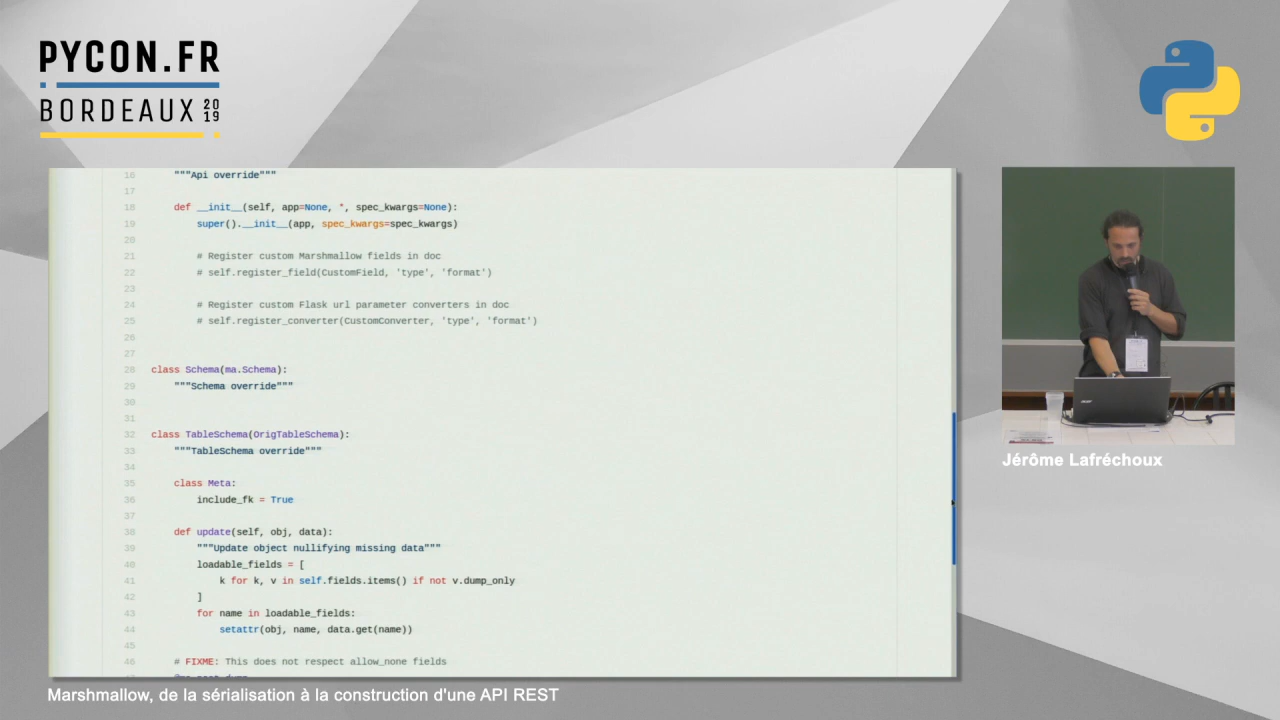 PYCON.FR
BORDEAUX 2019
16 """Api override"""
17
18 def __init__(self, app=None, *, spec_kwargs=None):
19 super().__init__(app, spec_kwargs=spec_kwargs)
20
21 # Register custom Marshmallow fields in doc
22 # self.register_field(CustomField, 'type', 'format')
23
24 # Register custom Flask url parameter converters in doc
25 # self.register_converter(CustomConverter, 'type', 'format')
26
27
28 class Schema(ma.Schema):
29 """Schema override"""
30
31
32 class TableSchema(OrigTableSchema):
33 """TableSchema override"""
34
35 class Meta:
36 include_fk = True
37
38 def update(self, obj, data):
39 """Update object nullifying missing data"""
40 loadable_fields = [
41 k for k, v in self.fields.items() if not v.dump_only
42 ]
43 for name in loadable_fields:
44 setattr(obj, name, data.get(name))
45
46 # FIXME: This does not respect allow_none fields
acer
Jérôme Lafréchoux
Marshmallow, de la sérialisation à la construction d'une API REST